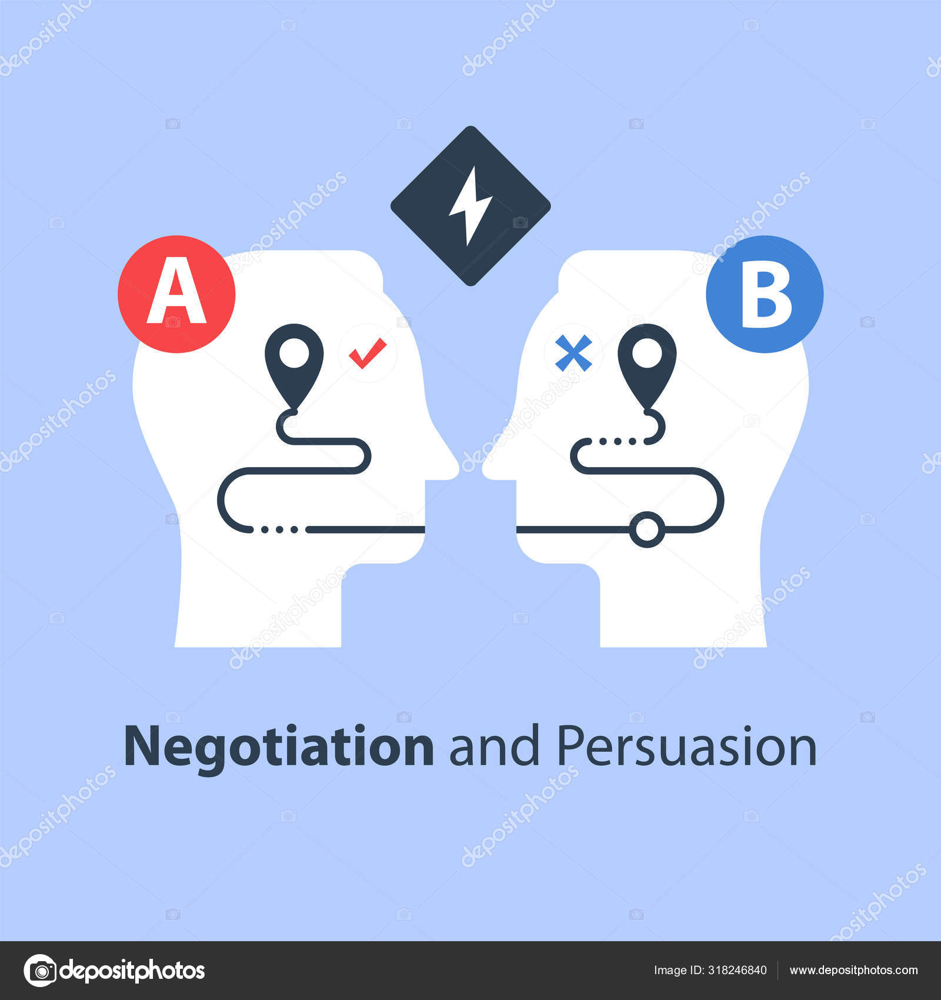 A
B
Negotiation and Persuasion
depositphotos
Image ID: 318246840
www.depositphotos.com